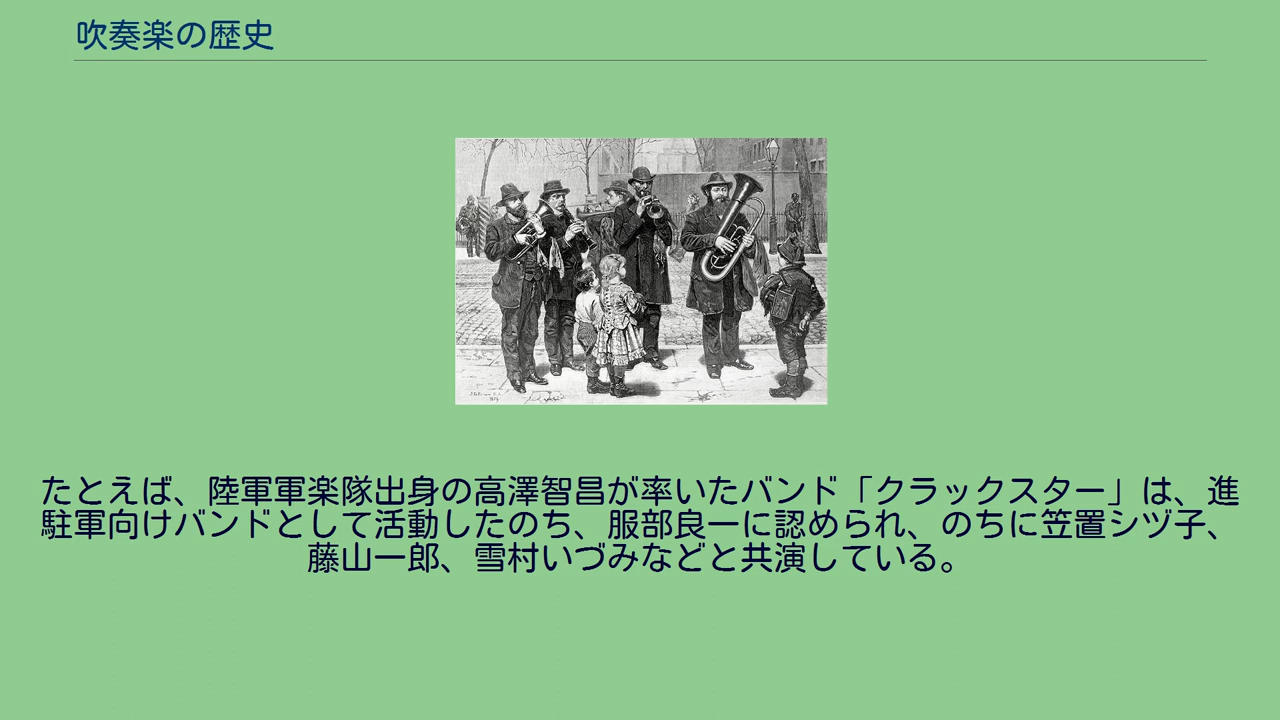 吹奏楽の歴史
たとえば、陸軍軍楽隊出身の高澤智昌が率いたバンド「クラックスター」は、進
駐軍向けバンドとして活動したのち、服部良一に認められ、のちに笠置シヅ子、
藤山一郎、雪村いづみなどと共演している。